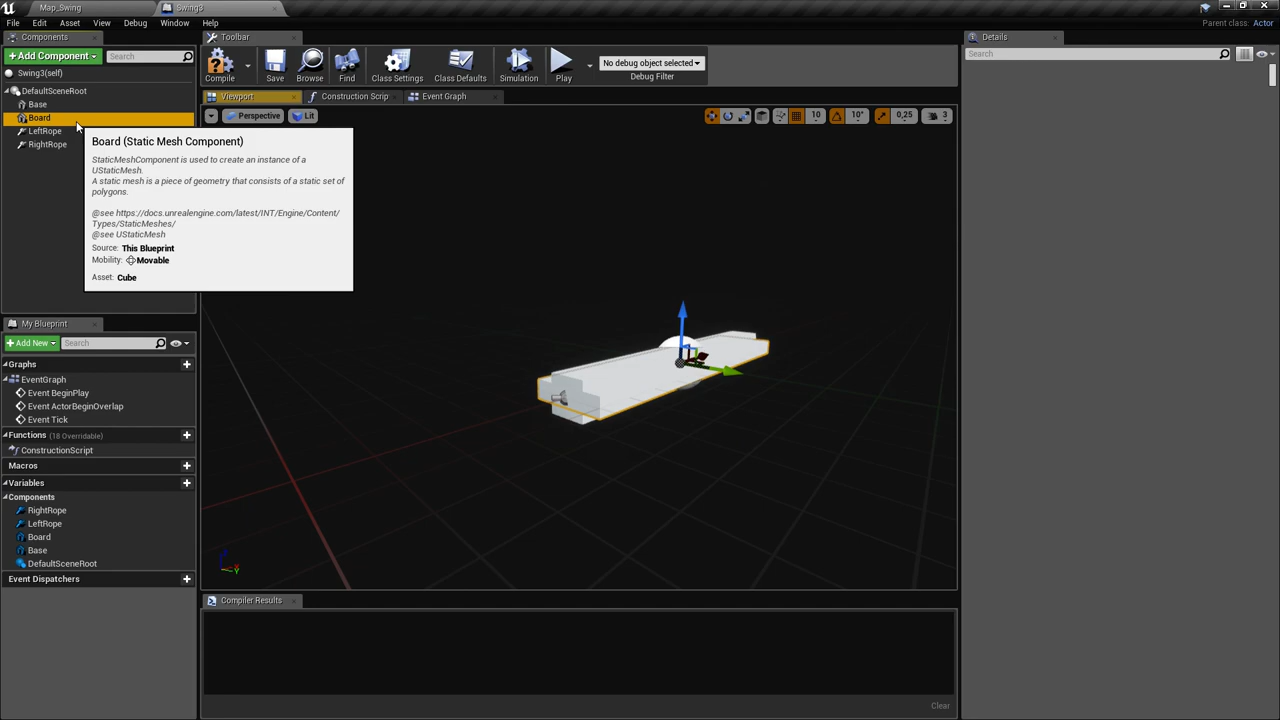 Map_Swing
Swing3
File
Edit
Asset
View
Debug
Window
Help
Parent class: Actor
Components
Toolbar
Details
+Add Component
Search
Compile
Save
Browse
Find
Class Settings
Class Defaults
Simulation
Play
No debug object selected
Debug Filter
Search
Swing3(self)
DefaultSceneRoot
Base
Board
LeftRope
RightRope
Viewport
Construction Scrip
Event Graph
Perspective
Lit
10
10°
0,25
3
Board (Static Mesh Component)
StaticMeshComponent is used to create an instance of a
UStaticMesh.
A static mesh is a piece of geometry that consists of a static set of
polygons.
@see https://docs.unrealengine.com/latest/INT/Engine/Content/
Types/StaticMeshes/
@see UStaticMesh
Source: This Blueprint
Mobility: Movable
Asset: Cube
My Blueprint
+Add New
Search
Graphs
EventGraph
Event BeginPlay
Event ActorBeginOverlap
Event Tick
Functions (18 Overridable)
ConstructionScript
Macros
Variables
Components
RightRope
LeftRope
Board
Base
DefaultSceneRoot
Event Dispatchers
Compiler Results
Clear